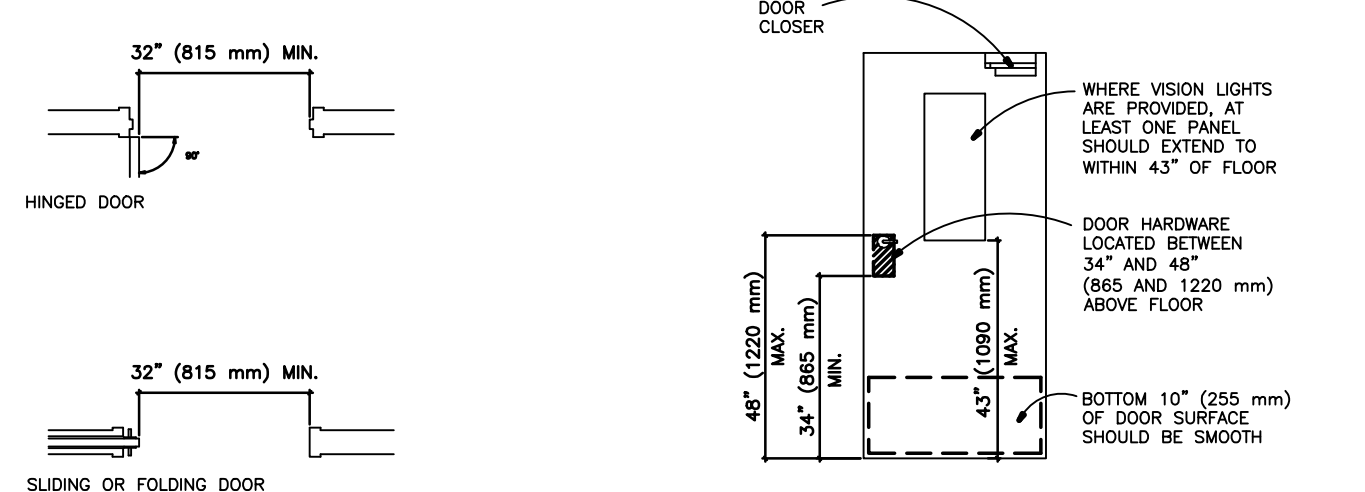 32” (815 mm) MIN.
90°
HINGED DOOR
32” (815 mm) MIN.
SLIDING OR FOLDING DOOR
DOOR
CLOSER
WHERE VISION LIGHTS
ARE PROVIDED, AT
LEAST ONE PANEL
SHOULD EXTEND TO
WITHIN 43” OF FLOOR
DOOR HARDWARE
LOCATED BETWEEN
34” AND 48”
(865 AND 1220 mm)
ABOVE FLOOR
48” (1220 mm)
MAX.
34” (865 mm)
MIN.
43” (1090 mm)
MAX.
BOTTOM 10” (255 mm)
OF DOOR SURFACE
SHOULD BE SMOOTH